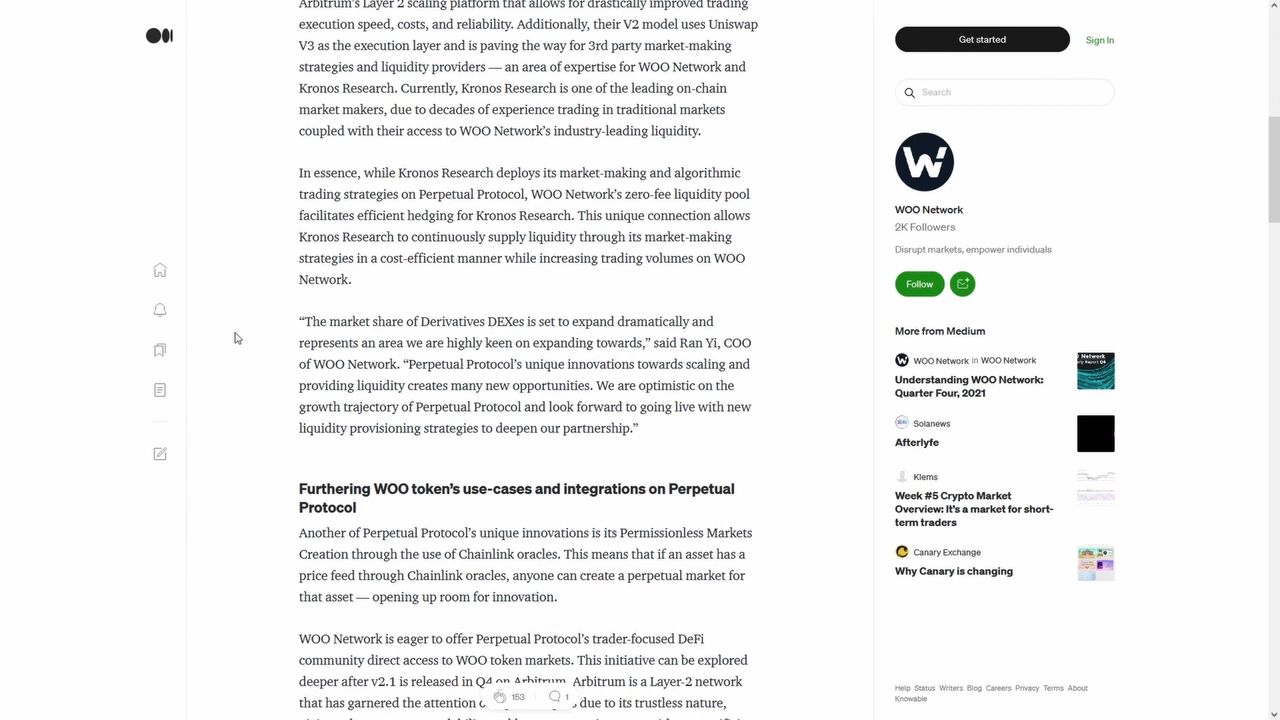 Arbitrum's Layer 2 scaling platform that allows for drastically improved trading
execution speed, costs, and reliability. Additionally, their V2 model uses Uniswap
V3 as the execution layer and is paving the way for 3rd party market-making
strategies and liquidity providers — an area of expertise for WOO Network and
Kronos Research. Currently, Kronos Research is one of the leading on-chain
market makers, due to decades of experience trading in traditional markets
coupled with their access to WOO Network's industry-leading liquidity.
In essence, while Kronos Research deploys its market-making and algorithmic
trading strategies on Perpetual Protocol, WOO Network's zero-fee liquidity pool
facilitates efficient hedging for Kronos Research. This unique connection allows
Kronos Research to continuously supply liquidity through its market-making
strategies in a cost-efficient manner while increasing trading volumes on WOO
Network.
“The market share of Derivatives DEXes is set to expand dramatically and
represents an area we are highly keen on expanding towards,” said Ran Yi, COO
of WOO Network. “Perpetual Protocol's unique innovations towards scaling and
providing liquidity creates many new opportunities. We are optimistic on the
growth trajectory of Perpetual Protocol and look forward to going live with new
liquidity provisioning strategies to deepen our partnership.”
Furthering WOO token's use-cases and integrations on Perpetual
Protocol
Another of Perpetual Protocol's unique innovations is its Permissionless Markets
Creation through the use of Chainlink oracles. This means that if an asset has a
price feed through Chainlink oracles, anyone can create a perpetual market for
that asset — opening up room for innovation.
WOO Network is eager to offer Perpetual Protocol's trader-focused DeFi
community direct access to WOO token markets. This initiative can be explored
deeper after v2.1 is released in Q4 on Arbitrum. Arbitrum is a Layer-2 network
that has garnered the attention due to its trustless nature,
153
1
Get started
Sign In
Search
WOO Network
2K Followers
Disrupt markets, empower individuals
Follow
More from Medium
WOO Network in WOO Network
Understanding WOO Network:
Quarter Four, 2021
Solanews
Afterlyfe
Klems
Week #5 Crypto Market
Overview: It's a market for short-
term traders
Canary Exchange
Why Canary is changing
Help Status Writers Blog Careers Privacy Terms About
Knowable